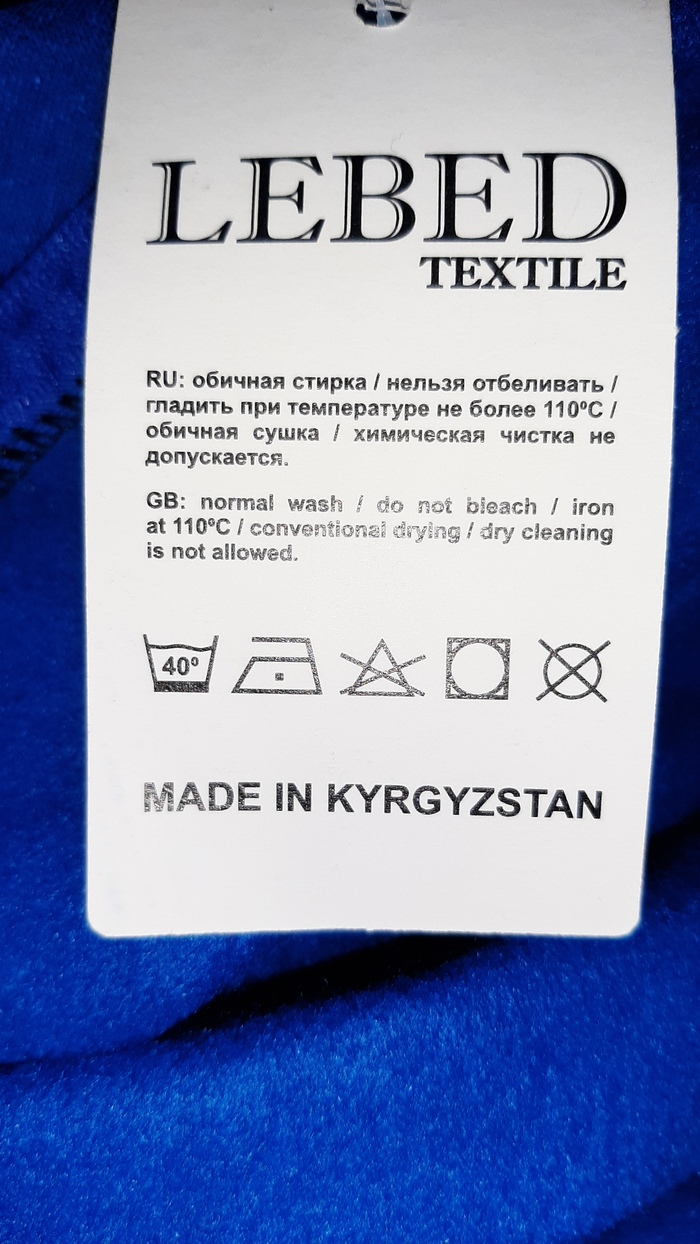 LEBED
TEXTILE
RU: обичная стирка / нельзя отбеливать /
гладить при температуре не более 110ºC /
обичная сушка / химическая чистка не
допускается.
GB: normal wash / do not bleach / iron
at 110ºC / conventional drying / dry cleaning
is not allowed.
40º
MADE IN KYRGYZSTAN